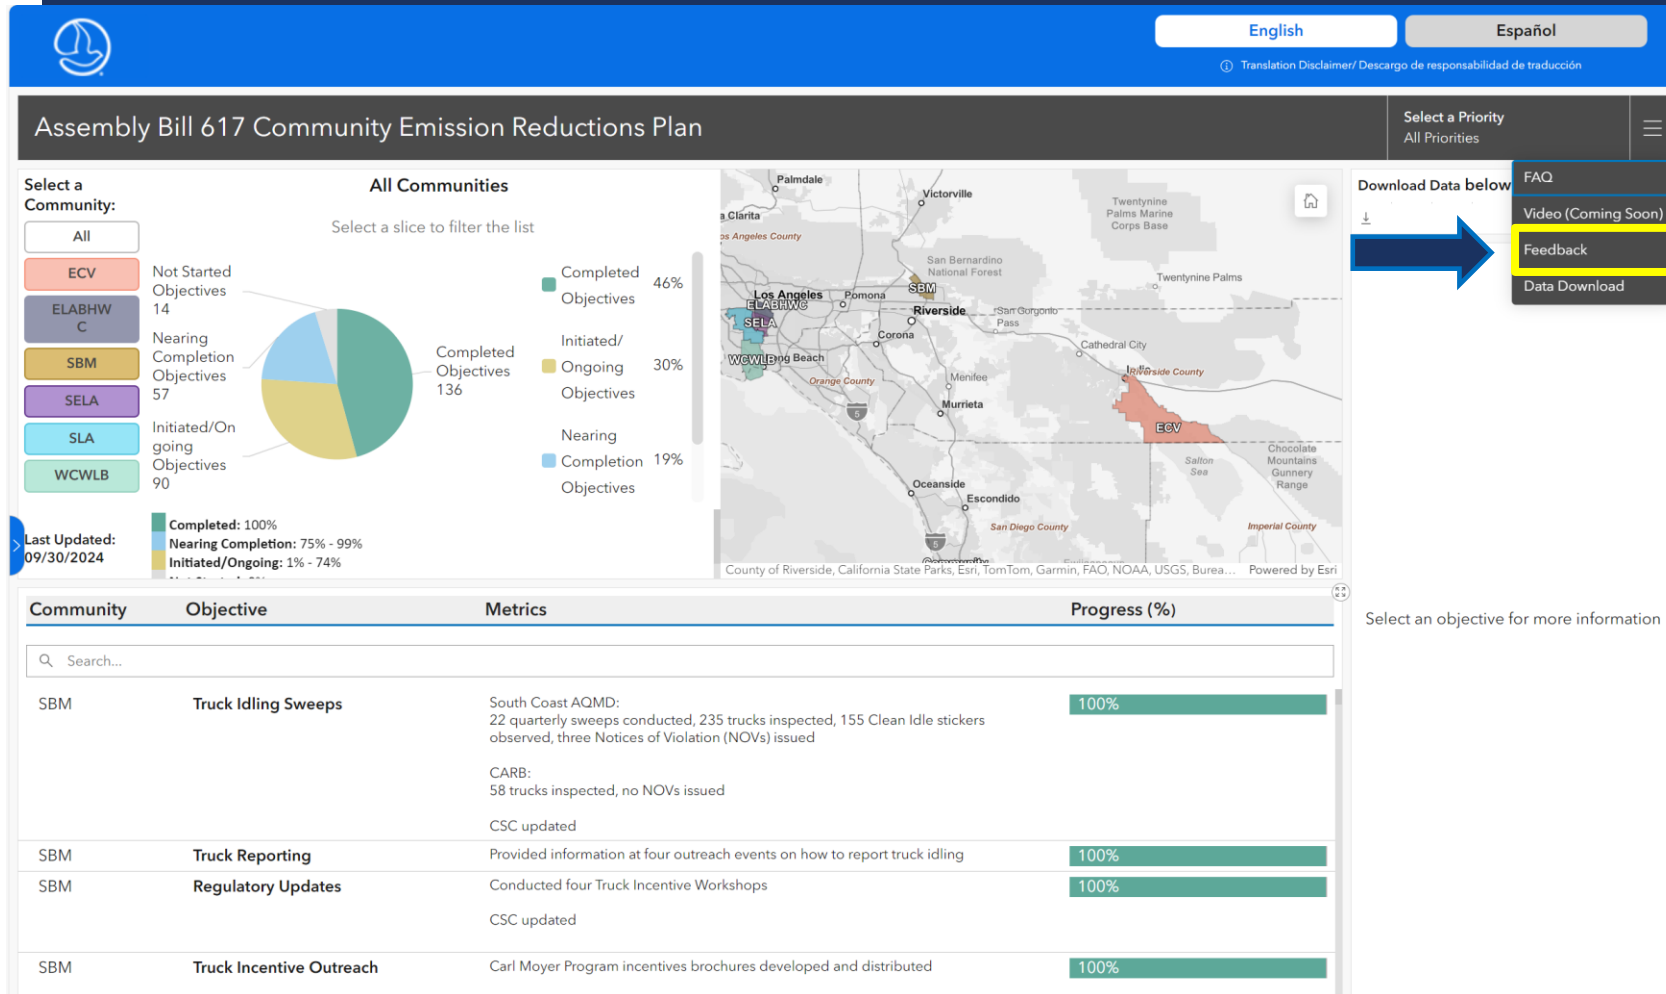 English
Español
Translation Disclaimer/ Descargo de responsabilidad de traducción
Assembly Bill 617 Community Emission Reductions Plan
Select a Priority
All Priorities
FAQ
Video (Coming Soon)
Feedback
Data Download
Download Data below
Select a
Community:
All
ECV
ELABHW
C
SBM
SELA
SLA
WCWLB
Last Updated:
09/30/2024
All Communities
Select a slice to filter the list
Not Started
Objectives
14
Nearing
Completion
Objectives
57
Initiated/On
going
Objectives
90
Completed
Objectives
136
Completed
Objectives
46%
Initiated/
Ongoing
Objectives
30%
Nearing
Completion
Objectives
19%
Completed: 100%
Nearing Completion: 75% - 99%
Initiated/Ongoing: 1% - 74%
Palmdale
Victorville
a Clarita
os Angeles County
Twentynine
Palms Marine
Corps Base
San Bernardino
National Forest
Twentynine Palms
SBM
Los Angeles
Pomona
ELABHWC
Riverside
San Gorgonio
Pass
SELA
Corona
Cathedral City
WCWLB
ng Beach
Orange County
Menifee
Riverside County
Murrieta
5
ECV
Chocolate
Mountains
Gunnery
Range
Salton
Sea
Oceanside
Escondido
San Diego County
Imperial County
5
County of Riverside, California State Parks, Esri, TomTom, Garmin, FAO, NOAA, USGS, Burea...
Powered by Esri
Community
Objective
Metrics
Progress (%)
Search...
SBM
Truck Idling Sweeps
South Coast AQMD:
22 quarterly sweeps conducted, 235 trucks inspected, 155 Clean Idle stickers
observed, three Notices of Violation (NOVs) issued
CARB:
58 trucks inspected, no NOVs issued
CSC updated
100%
SBM
Truck Reporting
Provided information at four outreach events on how to report truck idling
100%
SBM
Regulatory Updates
Conducted four Truck Incentive Workshops
CSC updated
100%
SBM
Truck Incentive Outreach
Carl Moyer Program incentives brochures developed and distributed
100%
Select an objective for more information